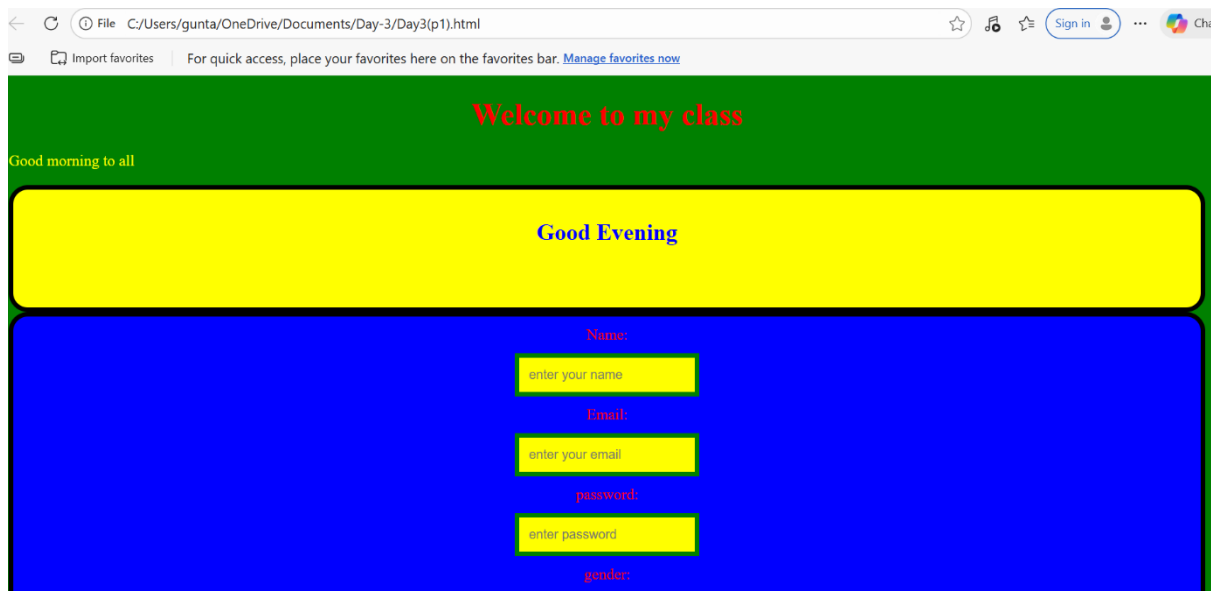 File C:/Users/gunta/OneDrive/Documents/Day-3/Day3(p1).html Sign in
Import favorites For quick access, place your favorites here on the favorites bar. Manage favorites now
Welcome to my class
Good morning to all
Good Evening
Name:
enter your name
Email:
enter your email
password:
enter password
gender: